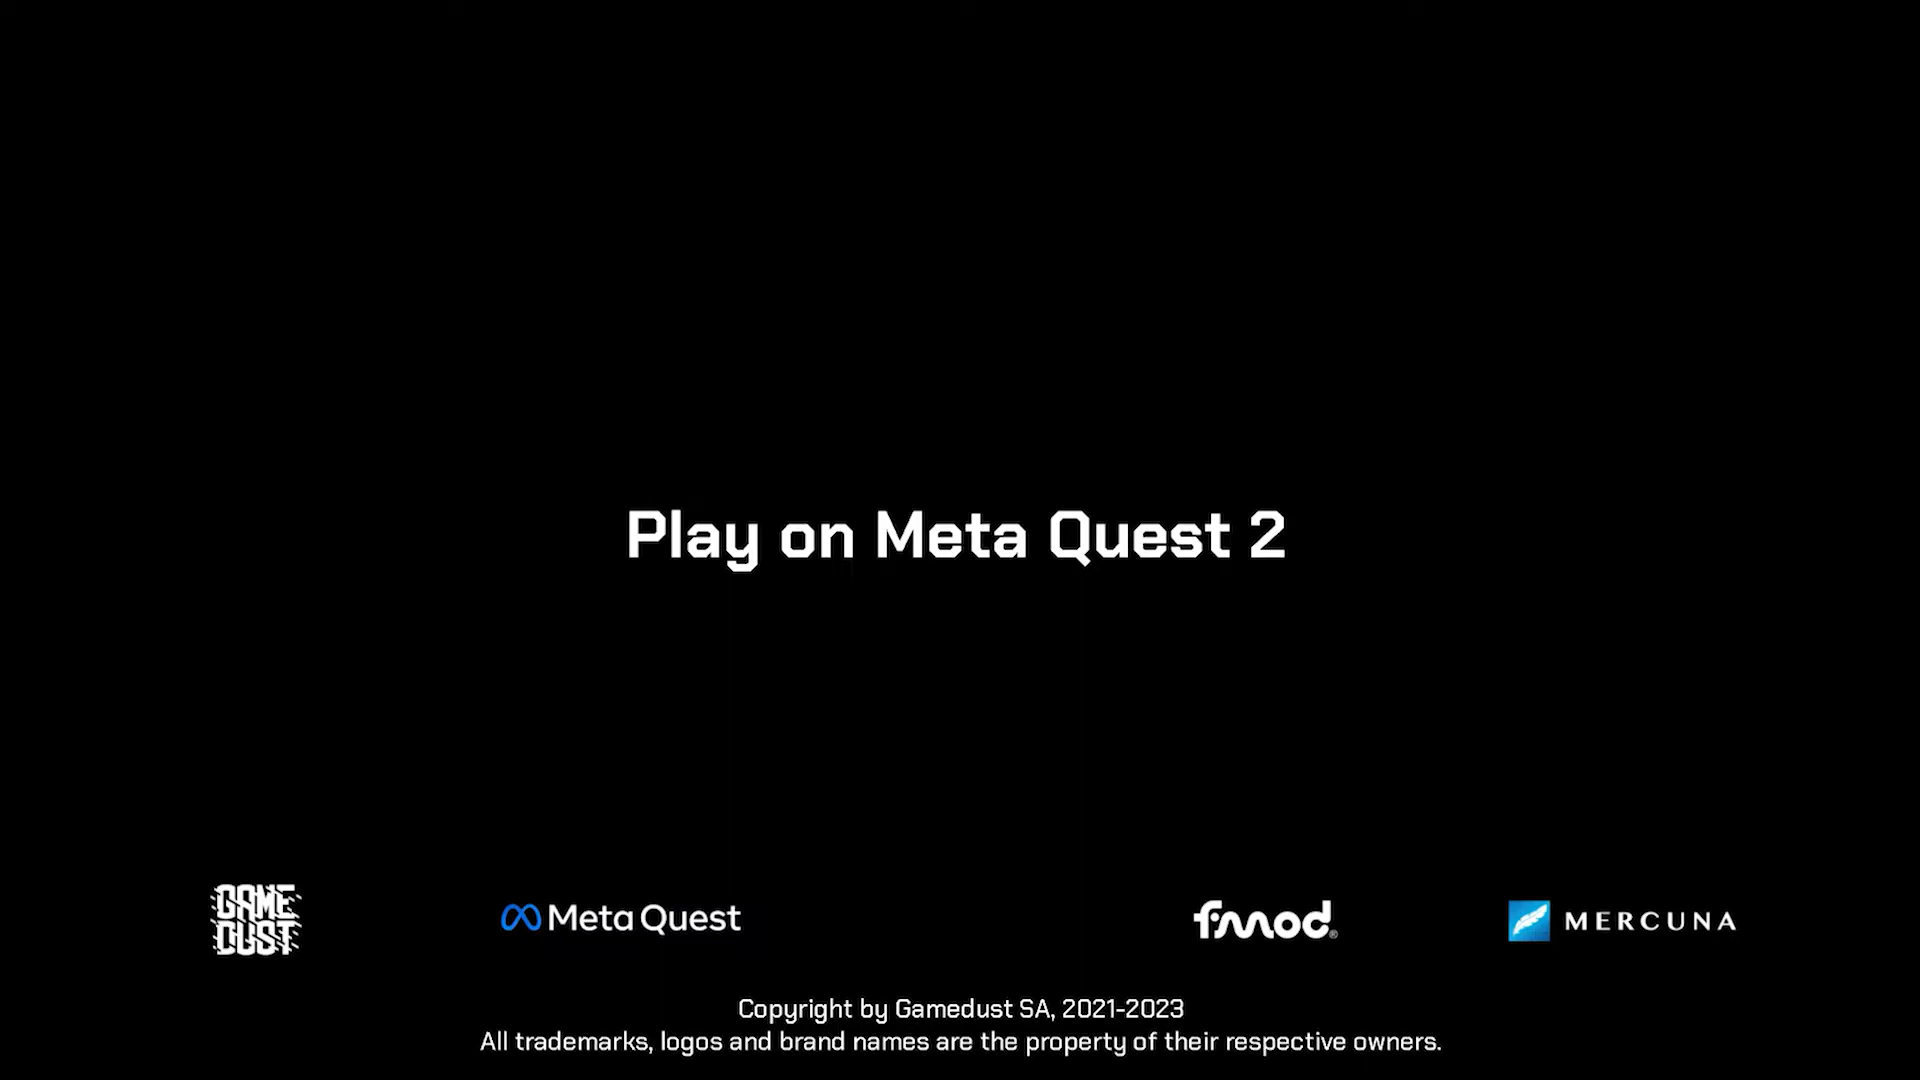 Play on Meta Quest 2
GAME
DUST
Meta Quest
fmod®
MERCUNA
Copyright by Gamedust SA, 2021-2023
All trademarks, logos and brand names are the property of their respective owners.